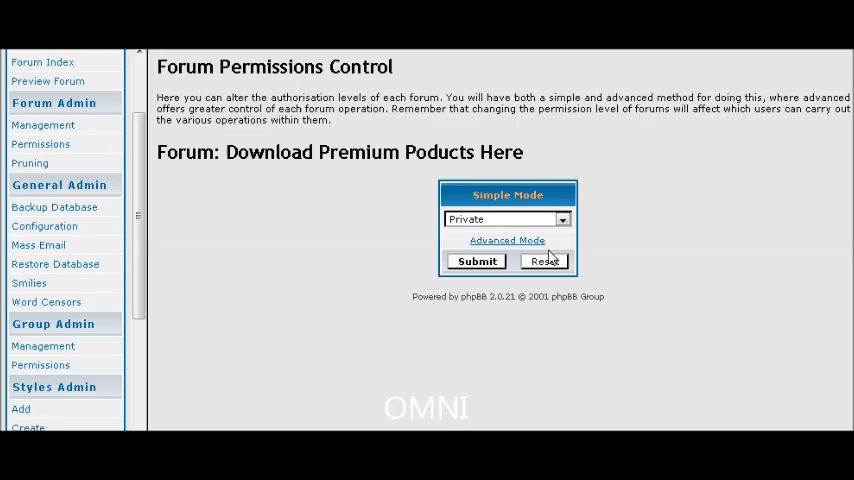 Forum Index
Preview Forum
Forum Admin
Management
Permissions
Pruning
General Admin
Backup Database
Configuration
Mass Email
Restore Database
Smilies
Word Censors
Group Admin
Management
Permissions
Styles Admin
Add
Create
Forum Permissions Control
Here you can alter the authorisation levels of each forum. You will have both a simple and advanced method for doing this, where advanced
offers greater control of each forum operation. Remember that changing the permission level of forums will affect which users can carry out
the various operations within them.
Forum: Download Premium Poducts Here
Simple Mode
Private
Advanced Mode
Submit Reset
Powered by phpBB 2.0.21 © 2001 phpBB Group
OMNI